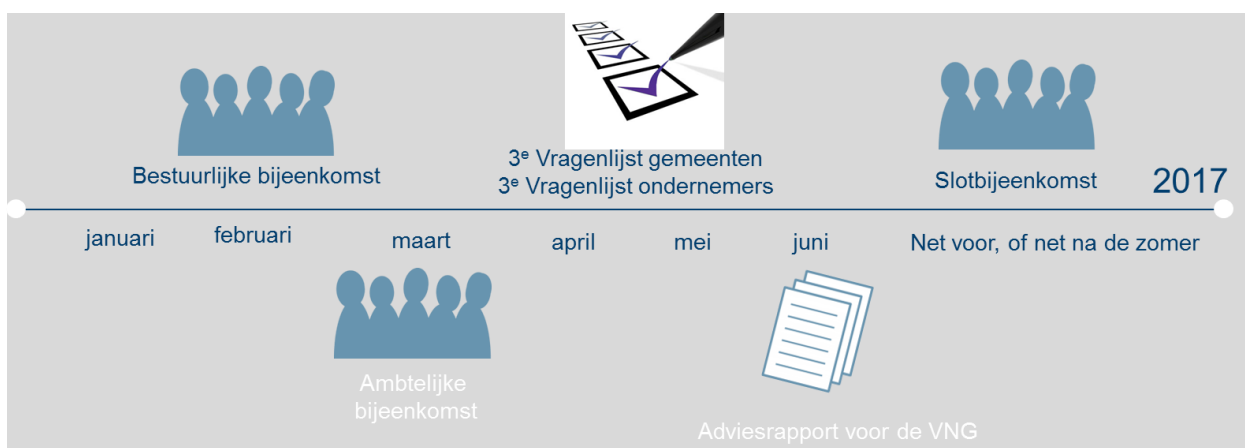 Bestuurlijke bijeenkomst
3e Vragenlijst gemeenten
3e Vragenlijst ondernemers
Slotbijeenkomst
2017
januari
februari
maart
april
mei
juni
Net voor, of net na de zomer
Ambtelijke
bijeenkomst
Adviesrapport voor de VNG